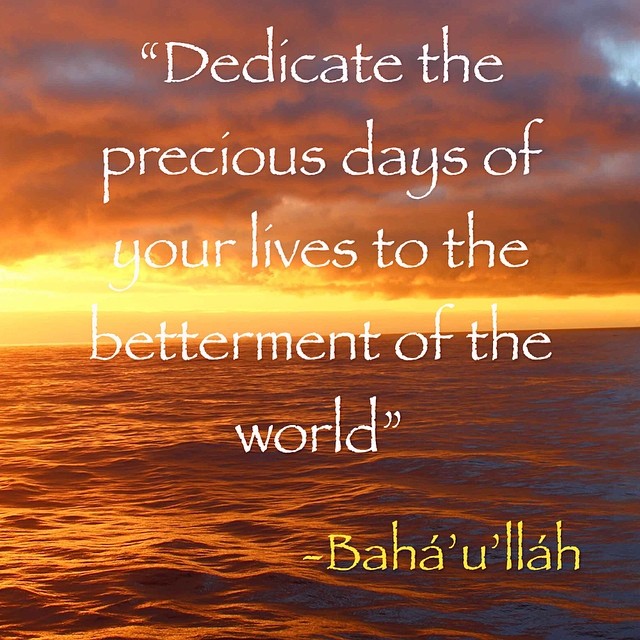 “Dedicate the
precious days of
your lives to the
betterment of the
world”
-Bahá’u’lláh